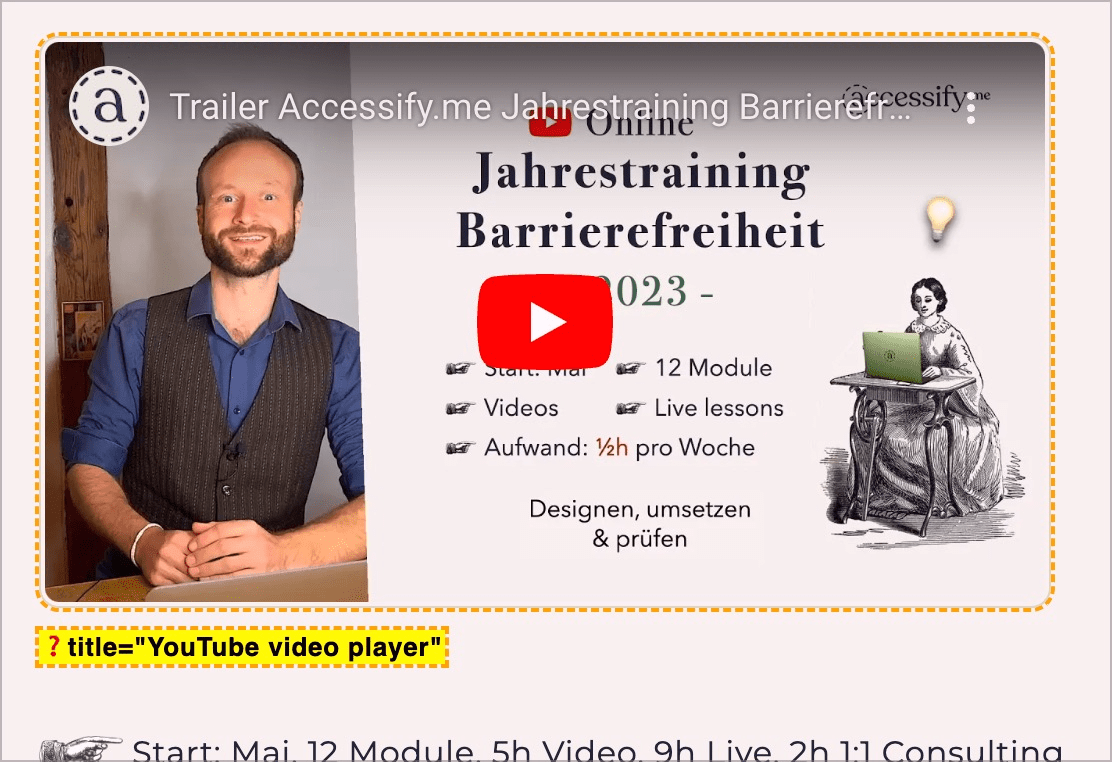 a
Trailer Accessify.me Jahrestraining Barrierefr…
accessify.me
Online
Jahrestraining
Barrierefreiheit
2023 -
Start: Mai
12 Module
Videos
Live lessons
Aufwand: ½h pro Woche
Designen, umsetzen
& prüfen
? title="YouTube video player"
Start: Mai, 12 Module, 5h Video, 9h Live, 2h 1:1 Consulting